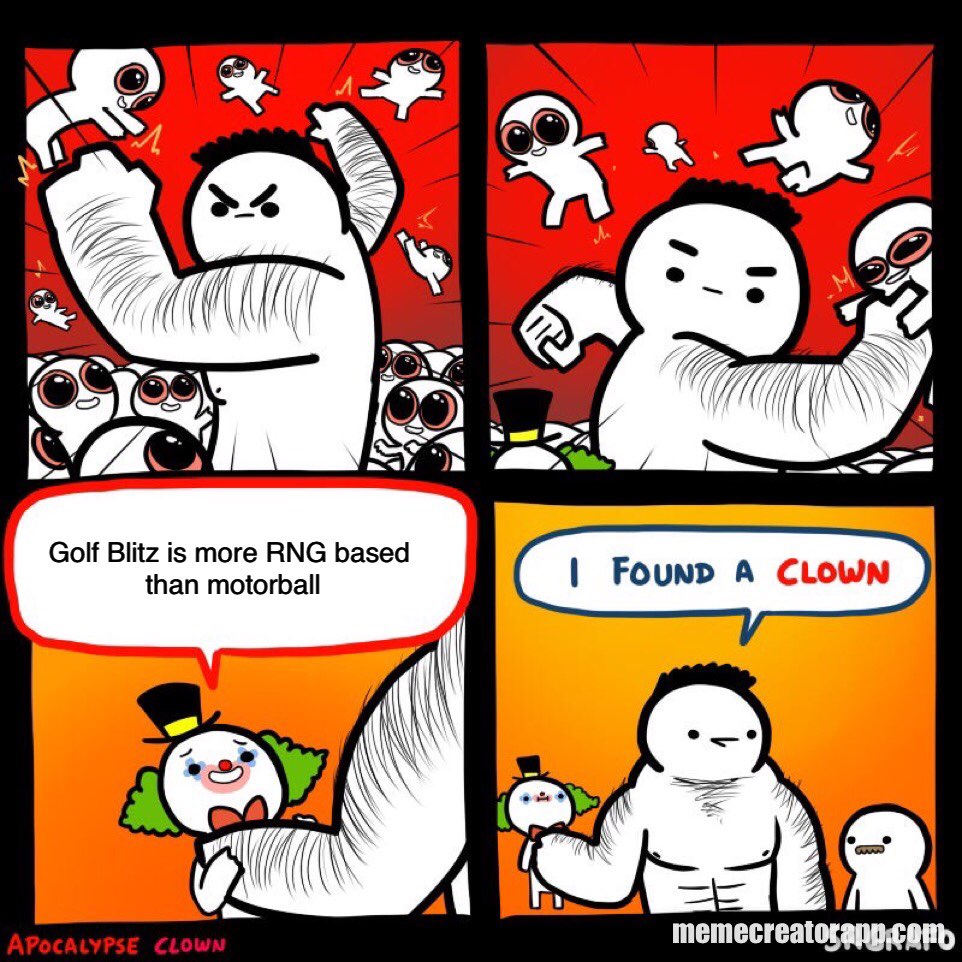 Golf Blitz is more RNG based
than motorball
I FOUND A CLOWN
APOCALYPSE CLOWN
memecreatorapp.com